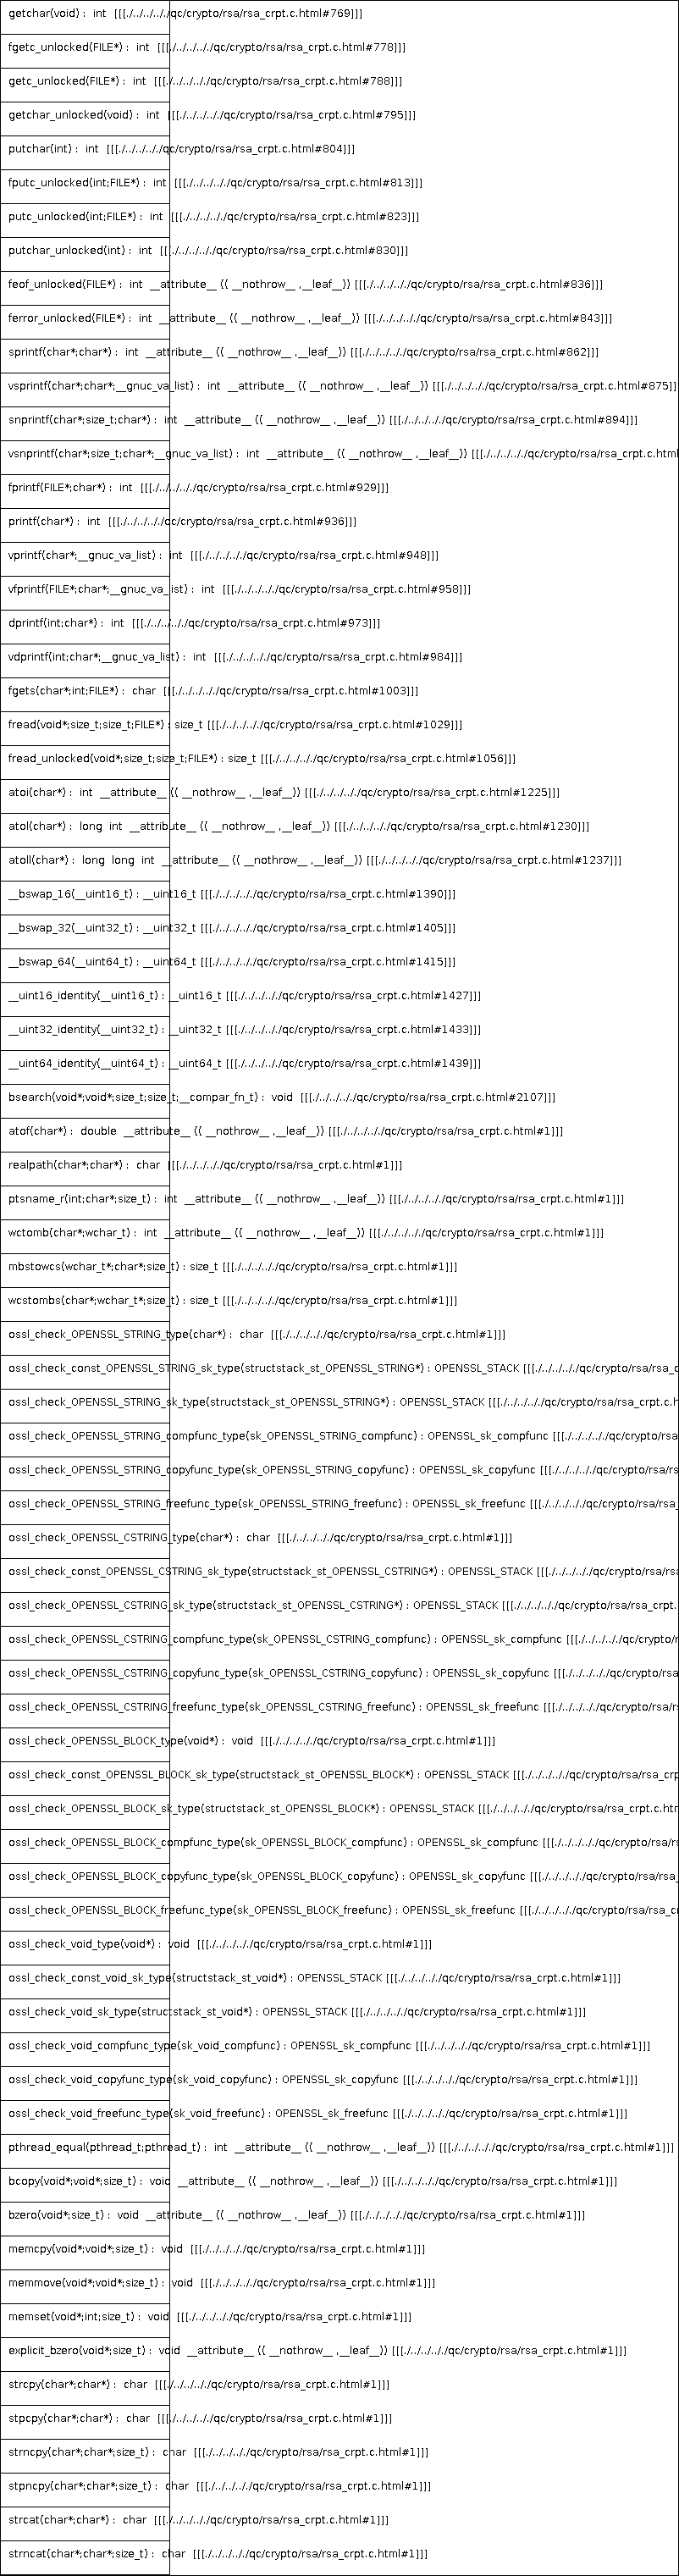 getchar(void) : int [[[./../../../../qc/crypto/rsa/rsa_crpt.c.html#769]]]
fgetc_unlocked(FILE*) : int [[[./../../../../qc/crypto/rsa/rsa_crpt.c.html#778]]]
getc_unlocked(FILE*) : int [[[./../../../../qc/crypto/rsa/rsa_crpt.c.html#788]]]
getchar_unlocked(void) : int [[[./../../../../qc/crypto/rsa/rsa_crpt.c.html#795]]]
putchar(int) : int [[[./../../../../qc/crypto/rsa/rsa_crpt.c.html#804]]]
fputc_unlocked(int;FILE*) : int [[[./../../../../qc/crypto/rsa/rsa_crpt.c.html#813]]]
putc_unlocked(int;FILE*) : int [[[./../../../../qc/crypto/rsa/rsa_crpt.c.html#823]]]
putchar_unlocked(int) : int [[[./../../../../qc/crypto/rsa/rsa_crpt.c.html#830]]]
feof_unlocked(FILE*) : int __attribute__ (( __nothrow__ ,__leaf__)) [[[./../../../../qc/crypto/rsa/rsa_crpt.c.html#836]]]
ferror_unlocked(FILE*) : int __attribute__ (( __nothrow__ ,__leaf__)) [[[./../../../../qc/crypto/rsa/rsa_crpt.c.html#843]]]
sprintf(char*;char*) : int __attribute__ (( __nothrow__ ,__leaf__)) [[[./../../../../qc/crypto/rsa/rsa_crpt.c.html#862]]]
vsprintf(char*;char*;__gnuc_va_list) : int __attribute__ (( __nothrow__ ,__leaf__)) [[[./../../../../qc/crypto/rsa/rsa_crpt.c.html#875]]]
snprintf(char*;size_t;char*) : int __attribute__ (( __nothrow__ ,__leaf__)) [[[./../../../../qc/crypto/rsa/rsa_crpt.c.html#894]]]
vsnprintf(char*;size_t;char*;__gnuc_va_list) : int __attribute__ (( __nothrow__ ,__leaf__)) [[[./../../../../qc/crypto/rsa/rsa_crpt.c.html
fprintf(FILE*;char*) : int [[[./../../../../qc/crypto/rsa/rsa_crpt.c.html#929]]]
printf(char*) : int [[[./../../../../qc/crypto/rsa/rsa_crpt.c.html#936]]]
vprintf(char*;__gnuc_va_list) : int [[[./../../../../qc/crypto/rsa/rsa_crpt.c.html#948]]]
vfprintf(FILE*;char*;__gnuc_va_list) : int [[[./../../../../qc/crypto/rsa/rsa_crpt.c.html#958]]]
dprintf(int;char*) : int [[[./../../../../qc/crypto/rsa/rsa_crpt.c.html#973]]]
vdprintf(int;char*;__gnuc_va_list) : int [[[./../../../../qc/crypto/rsa/rsa_crpt.c.html#984]]]
fgets(char*;int;FILE*) : char [[[./../../../../qc/crypto/rsa/rsa_crpt.c.html#1003]]]
fread(void*;size_t;size_t;FILE*) : size_t [[[./../../../../qc/crypto/rsa/rsa_crpt.c.html#1029]]]
fread_unlocked(void*;size_t;size_t;FILE*) : size_t [[[./../../../../qc/crypto/rsa/rsa_crpt.c.html#1056]]]
atoi(char*) : int __attribute__ (( __nothrow__ ,__leaf__)) [[[./../../../../qc/crypto/rsa/rsa_crpt.c.html#1225]]]
atol(char*) : long int __attribute__ (( __nothrow__ ,__leaf__)) [[[./../../../../qc/crypto/rsa/rsa_crpt.c.html#1230]]]
atoll(char*) : long long int __attribute__ (( __nothrow__ ,__leaf__)) [[[./../../../../qc/crypto/rsa/rsa_crpt.c.html#1237]]]
__bswap_16(__uint16_t) : __uint16_t [[[./../../../../qc/crypto/rsa/rsa_crpt.c.html#1390]]]
__bswap_32(__uint32_t) : __uint32_t [[[./../../../../qc/crypto/rsa/rsa_crpt.c.html#1405]]]
__bswap_64(__uint64_t) : __uint64_t [[[./../../../../qc/crypto/rsa/rsa_crpt.c.html#1415]]]
__uint16_identity(__uint16_t) : __uint16_t [[[./../../../../qc/crypto/rsa/rsa_crpt.c.html#1427]]]
__uint32_identity(__uint32_t) : __uint32_t [[[./../../../../qc/crypto/rsa/rsa_crpt.c.html#1433]]]
__uint64_identity(__uint64_t) : __uint64_t [[[./../../../../qc/crypto/rsa/rsa_crpt.c.html#1439]]]
bsearch(void*;void*;size_t;size_t;__compar_fn_t) : void [[[./../../../../qc/crypto/rsa/rsa_crpt.c.html#2107]]]
atof(char*) : double __attribute__ (( __nothrow__ ,__leaf__)) [[[./../../../../qc/crypto/rsa/rsa_crpt.c.html#1]]]
realpath(char*;char*) : char [[[./../../../../qc/crypto/rsa/rsa_crpt.c.html#1]]]
ptsname_r(int;char*;size_t) : int __attribute__ (( __nothrow__ ,__leaf__)) [[[./../../../../qc/crypto/rsa/rsa_crpt.c.html#1]]]
wctomb(char*;wchar_t) : int __attribute__ (( __nothrow__ ,__leaf__)) [[[./../../../../qc/crypto/rsa/rsa_crpt.c.html#1]]]
mbstowcs(wchar_t*;char*;size_t) : size_t [[[./../../../../qc/crypto/rsa/rsa_crpt.c.html#1]]]
wcstombs(char*;wchar_t*;size_t) : size_t [[[./../../../../qc/crypto/rsa/rsa_crpt.c.html#1]]]
ossl_check_OPENSSL_STRING_type(char*) : char [[[./../../../../qc/crypto/rsa/rsa_crpt.c.html#1]]]
ossl_check_const_OPENSSL_STRING_sk_type(structstack_st_OPENSSL_STRING*) : OPENSSL_STACK [[[./../../../../qc/crypto/rsa/rsa_c
ossl_check_OPENSSL_STRING_sk_type(structstack_st_OPENSSL_STRING*) : OPENSSL_STACK [[[./../../../../qc/crypto/rsa/rsa_crpt.c.h
ossl_check_OPENSSL_STRING_compfunc_type(sk_OPENSSL_STRING_compfunc) : OPENSSL_sk_compfunc [[[./../../../../qc/crypto/rsa
ossl_check_OPENSSL_STRING_copyfunc_type(sk_OPENSSL_STRING_copyfunc) : OPENSSL_sk_copyfunc [[[./../../../../qc/crypto/rsa/rs
ossl_check_OPENSSL_STRING_freefunc_type(sk_OPENSSL_STRING_freefunc) : OPENSSL_sk_freefunc [[[./../../../../qc/crypto/rsa/rsa_
ossl_check_OPENSSL_CSTRING_type(char*) : char [[[./../../../../qc/crypto/rsa/rsa_crpt.c.html#1]]]
ossl_check_const_OPENSSL_CSTRING_sk_type(structstack_st_OPENSSL_CSTRING*) : OPENSSL_STACK [[[./../../../../qc/crypto/rsa/rsa
ossl_check_OPENSSL_CSTRING_sk_type(structstack_st_OPENSSL_CSTRING*) : OPENSSL_STACK [[[./../../../../qc/crypto/rsa/rsa_crpt.
ossl_check_OPENSSL_CSTRING_compfunc_type(sk_OPENSSL_CSTRING_compfunc) : OPENSSL_sk_compfunc [[[./../../../../qc/crypto/r
ossl_check_OPENSSL_CSTRING_copyfunc_type(sk_OPENSSL_CSTRING_copyfunc) : OPENSSL_sk_copyfunc [[[./../../../../qc/crypto/rsa
ossl_check_OPENSSL_CSTRING_freefunc_type(sk_OPENSSL_CSTRING_freefunc) : OPENSSL_sk_freefunc [[[./../../../../qc/crypto/rsa/rs
ossl_check_OPENSSL_BLOCK_type(void*) : void [[[./../../../../qc/crypto/rsa/rsa_crpt.c.html#1]]]
ossl_check_const_OPENSSL_BLOCK_sk_type(structstack_st_OPENSSL_BLOCK*) : OPENSSL_STACK [[[./../../../../qc/crypto/rsa/rsa_crp
ossl_check_OPENSSL_BLOCK_sk_type(structstack_st_OPENSSL_BLOCK*) : OPENSSL_STACK [[[./../../../../qc/crypto/rsa/rsa_crpt.c.htm
ossl_check_OPENSSL_BLOCK_compfunc_type(sk_OPENSSL_BLOCK_compfunc) : OPENSSL_sk_compfunc [[[./../../../../qc/crypto/rsa/rs
ossl_check_OPENSSL_BLOCK_copyfunc_type(sk_OPENSSL_BLOCK_copyfunc) : OPENSSL_sk_copyfunc [[[./../../../../qc/crypto/rsa/rsa_
ossl_check_OPENSSL_BLOCK_freefunc_type(sk_OPENSSL_BLOCK_freefunc) : OPENSSL_sk_freefunc [[[./../../../../qc/crypto/rsa/rsa_cr
ossl_check_void_type(void*) : void [[[./../../../../qc/crypto/rsa/rsa_crpt.c.html#1]]]
ossl_check_const_void_sk_type(structstack_st_void*) : OPENSSL_STACK [[[./../../../../qc/crypto/rsa/rsa_crpt.c.html#1]]]
ossl_check_void_sk_type(structstack_st_void*) : OPENSSL_STACK [[[./../../../../qc/crypto/rsa/rsa_crpt.c.html#1]]]
ossl_check_void_compfunc_type(sk_void_compfunc) : OPENSSL_sk_compfunc [[[./../../../../qc/crypto/rsa/rsa_crpt.c.html#1]]]
ossl_check_void_copyfunc_type(sk_void_copyfunc) : OPENSSL_sk_copyfunc [[[./../../../../qc/crypto/rsa/rsa_crpt.c.html#1]]]
ossl_check_void_freefunc_type(sk_void_freefunc) : OPENSSL_sk_freefunc [[[./../../../../qc/crypto/rsa/rsa_crpt.c.html#1]]]
pthread_equal(pthread_t;pthread_t) : int __attribute__ (( __nothrow__ ,__leaf__)) [[[./../../../../qc/crypto/rsa/rsa_crpt.c.html#1]]]
bcopy(void*;void*;size_t) : void __attribute__ (( __nothrow__ ,__leaf__)) [[[./../../../../qc/crypto/rsa/rsa_crpt.c.html#1]]]
bzero(void*;size_t) : void __attribute__ (( __nothrow__ ,__leaf__)) [[[./../../../../qc/crypto/rsa/rsa_crpt.c.html#1]]]
memcpy(void*;void*;size_t) : void [[[./../../../../qc/crypto/rsa/rsa_crpt.c.html#1]]]
memmove(void*;void*;size_t) : void [[[./../../../../qc/crypto/rsa/rsa_crpt.c.html#1]]]
memset(void*;int;size_t) : void [[[./../../../../qc/crypto/rsa/rsa_crpt.c.html#1]]]
explicit_bzero(void*;size_t) : void __attribute__ (( __nothrow__ ,__leaf__)) [[[./../../../../qc/crypto/rsa/rsa_crpt.c.html#1]]]
strcpy(char*;char*) : char [[[./../../../../qc/crypto/rsa/rsa_crpt.c.html#1]]]
stpcpy(char*;char*) : char [[[./../../../../qc/crypto/rsa/rsa_crpt.c.html#1]]]
strncpy(char*;char*;size_t) : char [[[./../../../../qc/crypto/rsa/rsa_crpt.c.html#1]]]
stpncpy(char*;char*;size_t) : char [[[./../../../../qc/crypto/rsa/rsa_crpt.c.html#1]]]
strcat(char*;char*) : char [[[./../../../../qc/crypto/rsa/rsa_crpt.c.html#1]]]
strncat(char*;char*;size_t) : char [[[./../../../../qc/crypto/rsa/rsa_crpt.c.html#1]]]